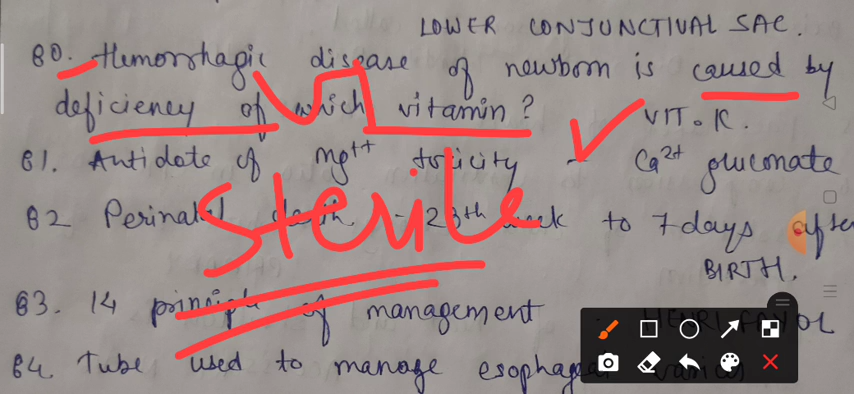 LOWER CONJUNCTIVAL SAC.
80. Hemorrhagic disease of newborn is caused by
deficiency of which vitamin?
VIT. K.
81. Antidote of Mg++ toxicity - Ca2+ gluconate
Sterile
82 Perinatal death - 28th week to 7 days after
BIRTH.
83. 14 principle of management - HENRI FAYOL
84. Tube used to manage esophageal